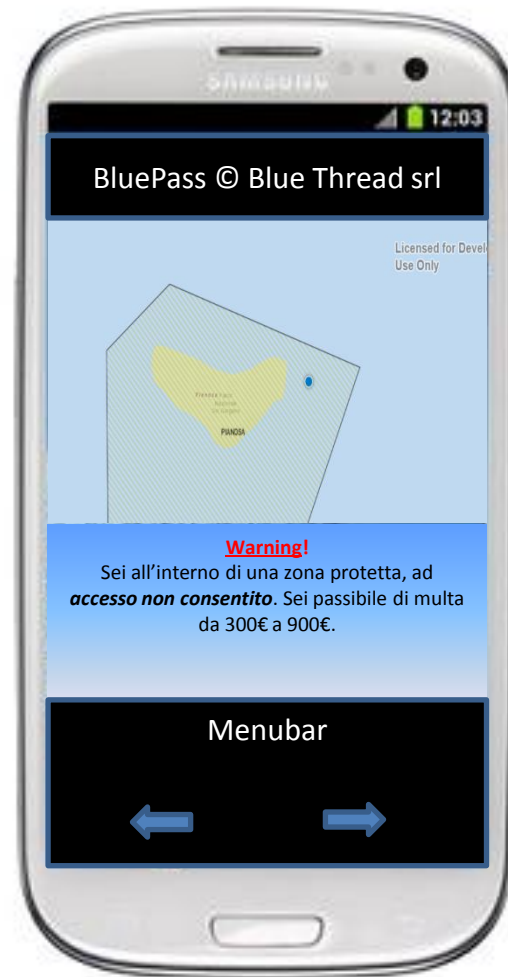 SAMSUNG
12:03
BluePass © Blue Thread srl
Licensed for Devel
Use Only
PIANOSA
Warning!
Sei all’interno di una zona protetta, ad
accesso non consentito. Sei passibile di multa
da 300€ a 900€.
Menubar